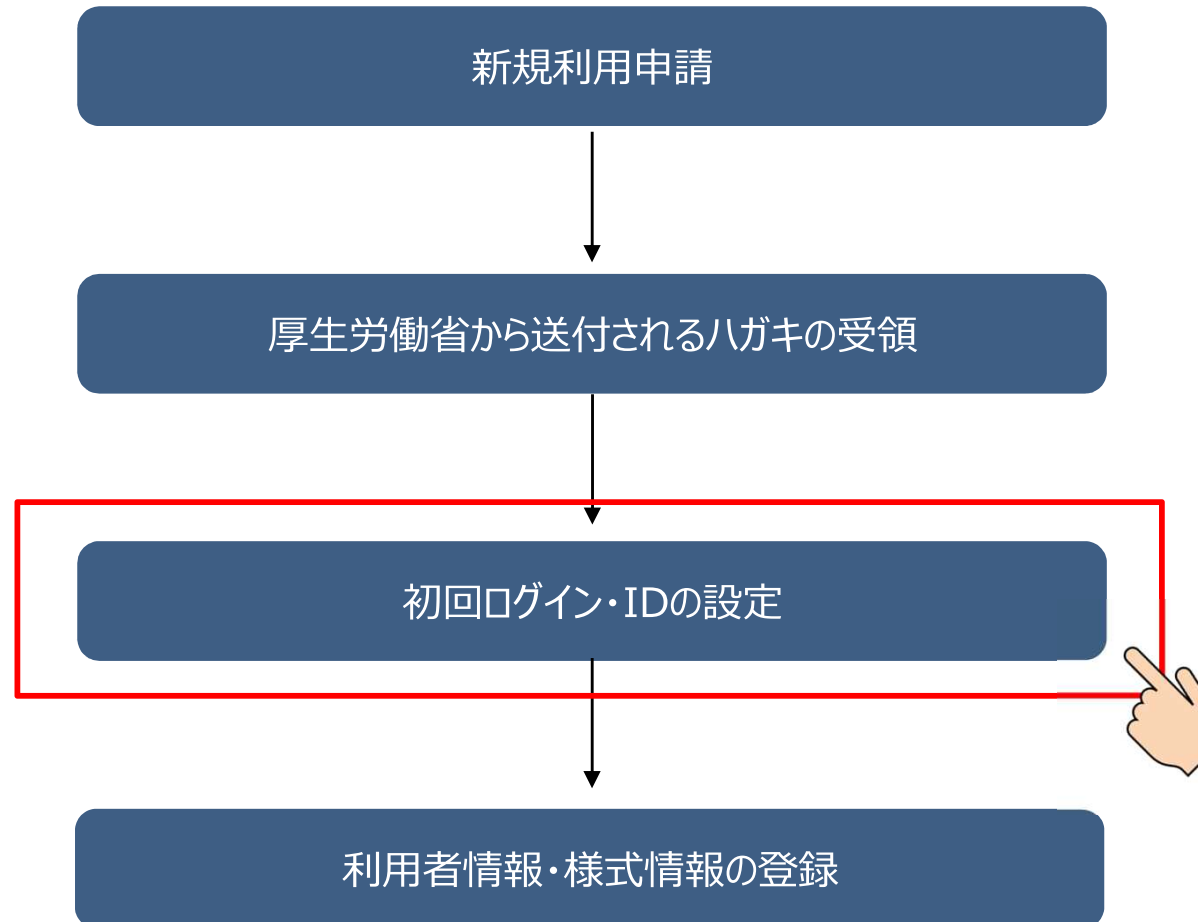 新規利用申請
厚生労働省から送付されるハガキの受領
初回ログイン・IDの設定
利用者情報・様式情報の登録